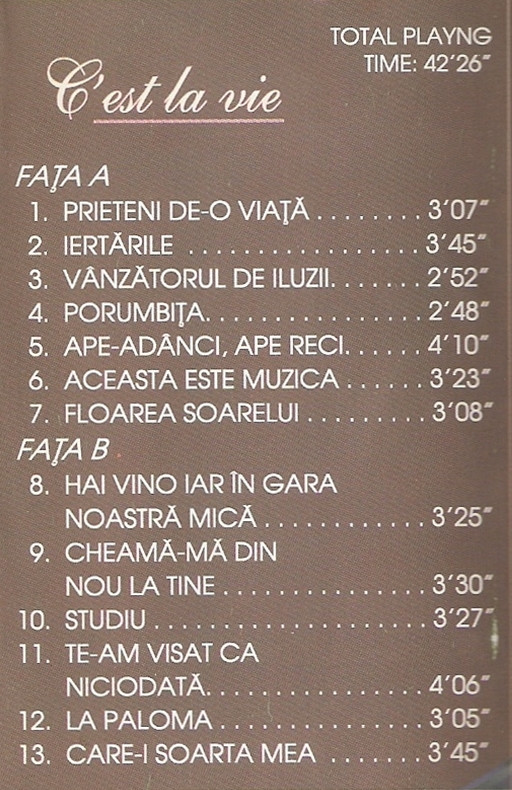 TOTAL PLAYNG
TIME: 42'26"
C'est la vie
FAŢA A
1. PRIETENI DE-O VIAŢĂ ........ 3'07"
2. IERTĂRILE .................. 3'45"
3. VÂNZĂTORUL DE ILUZII....... 2'52"
4. PORUMBIŢA................. 2'48"
5. APE-ADÂNCI, APE RECI...... 4'10"
6. ACEASTA ESTE MUZICA ...... 3'23"
7. FLOAREA SOARELUI ......... 3'08"
FAŢA B
8. HAI VINO IAR ÎN GARA
NOASTRĂ MICĂ ............. 3'25"
9. CHEAMĂ-MĂ DIN
NOU LA TINE ................ 3'30"
10. STUDIU ..................... 3'27"
11. TE-AM VISAT CA
NICIODATĂ................. 4'06"
12. LA PALOMA ................ 3'05"
13. CARE-I SOARTA MEA ....... 3'45"